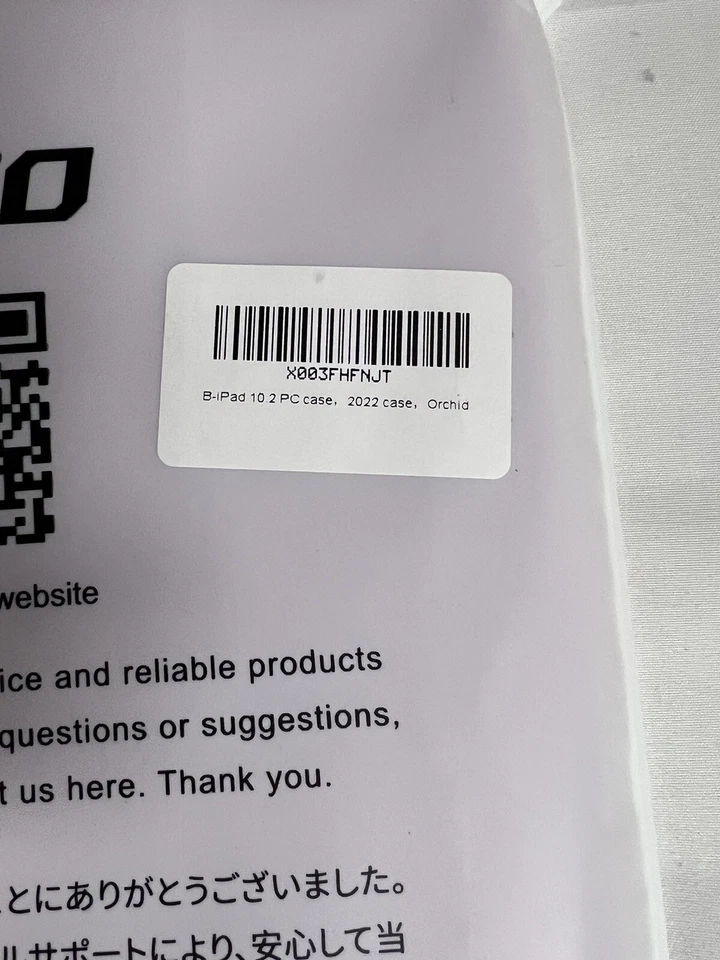 X003FHFNJT
B-iPad 10.2 PC case, 2022 case, Orchid
website
and reliable products
questions or suggestions,
us here. Thank you.
とにありがとうございました。
サポートにより、安心して当